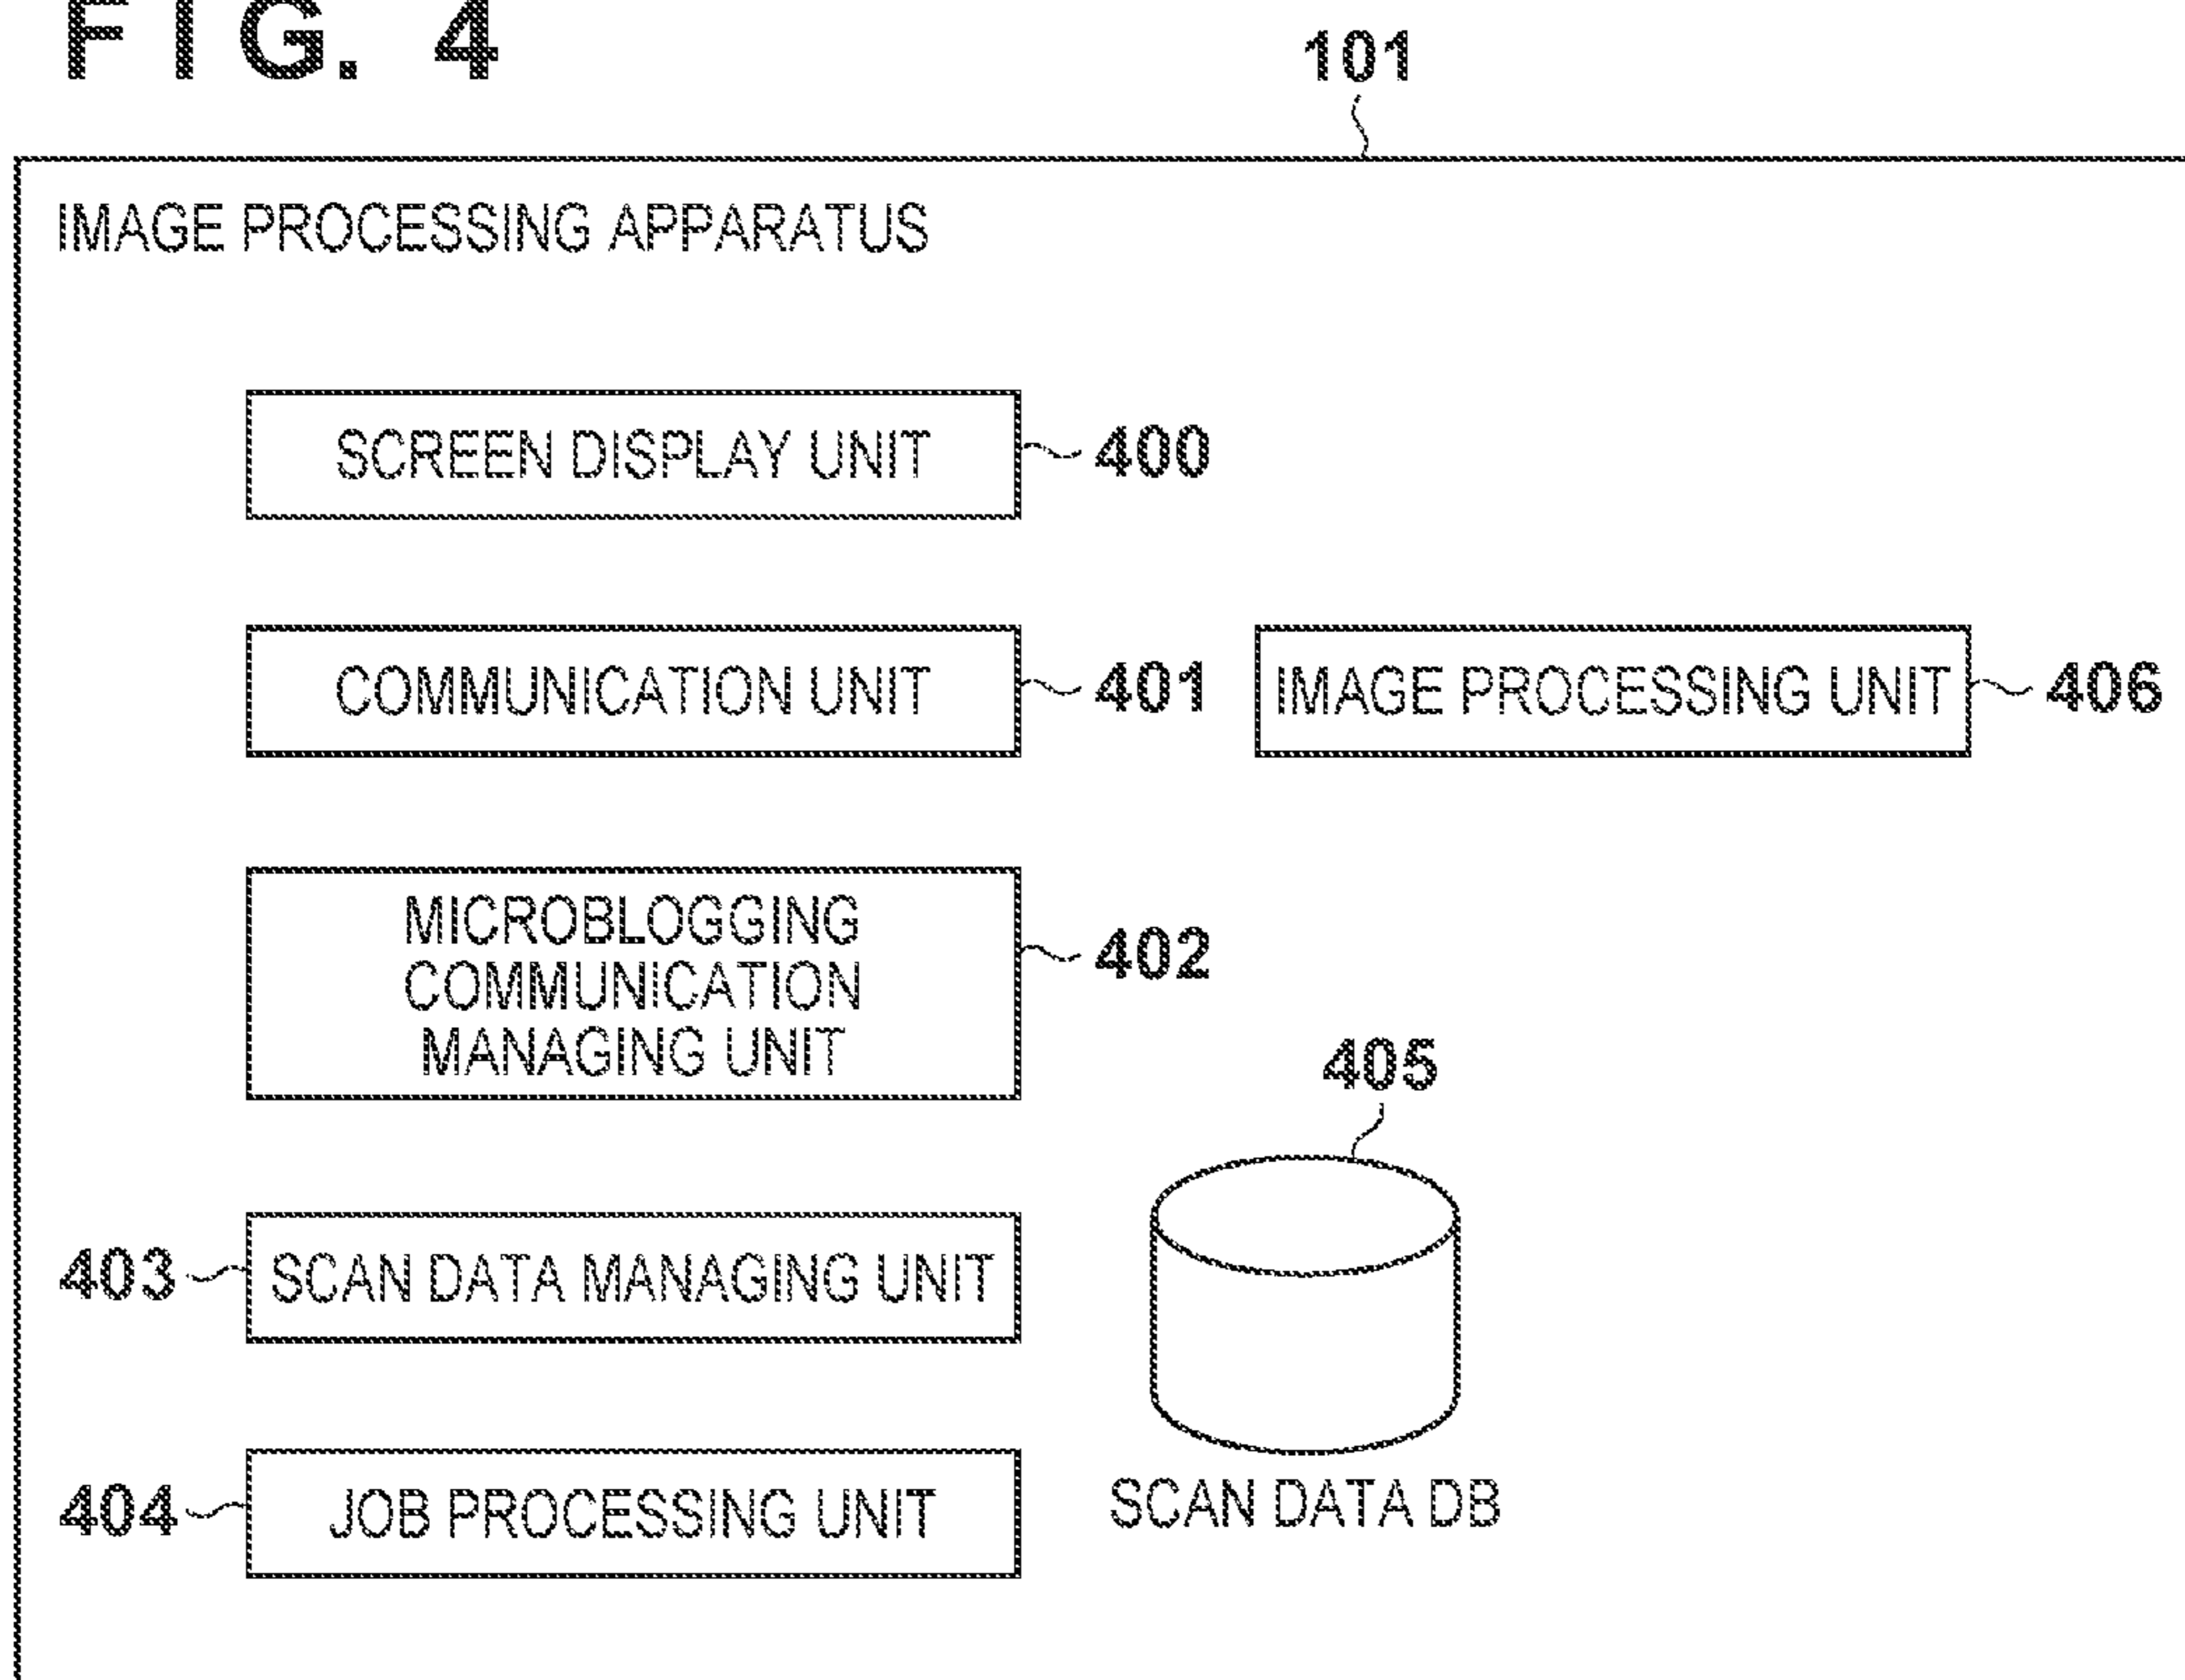 FIG. 4
101
IMAGE PROCESSING APPARATUS
SCREEN DISPLAY UNIT 400
COMMUNICATION UNIT 401 IMAGE PROCESSING UNIT 406
MICROBLOGGING
COMMUNICATION
MANAGING UNIT
402
405
403 SCAN DATA MANAGING UNIT
404 JOB PROCESSING UNIT
SCAN DATA DB